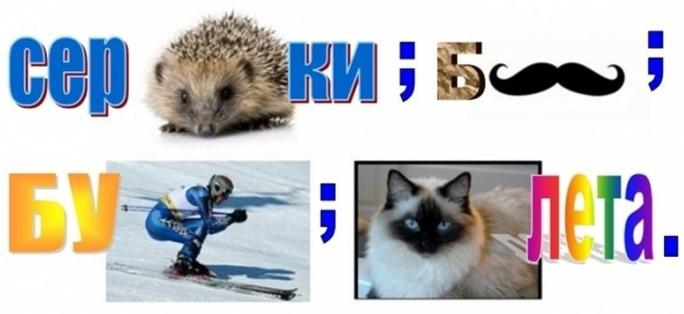 сер ки ; Б ;
БУ ; лета.